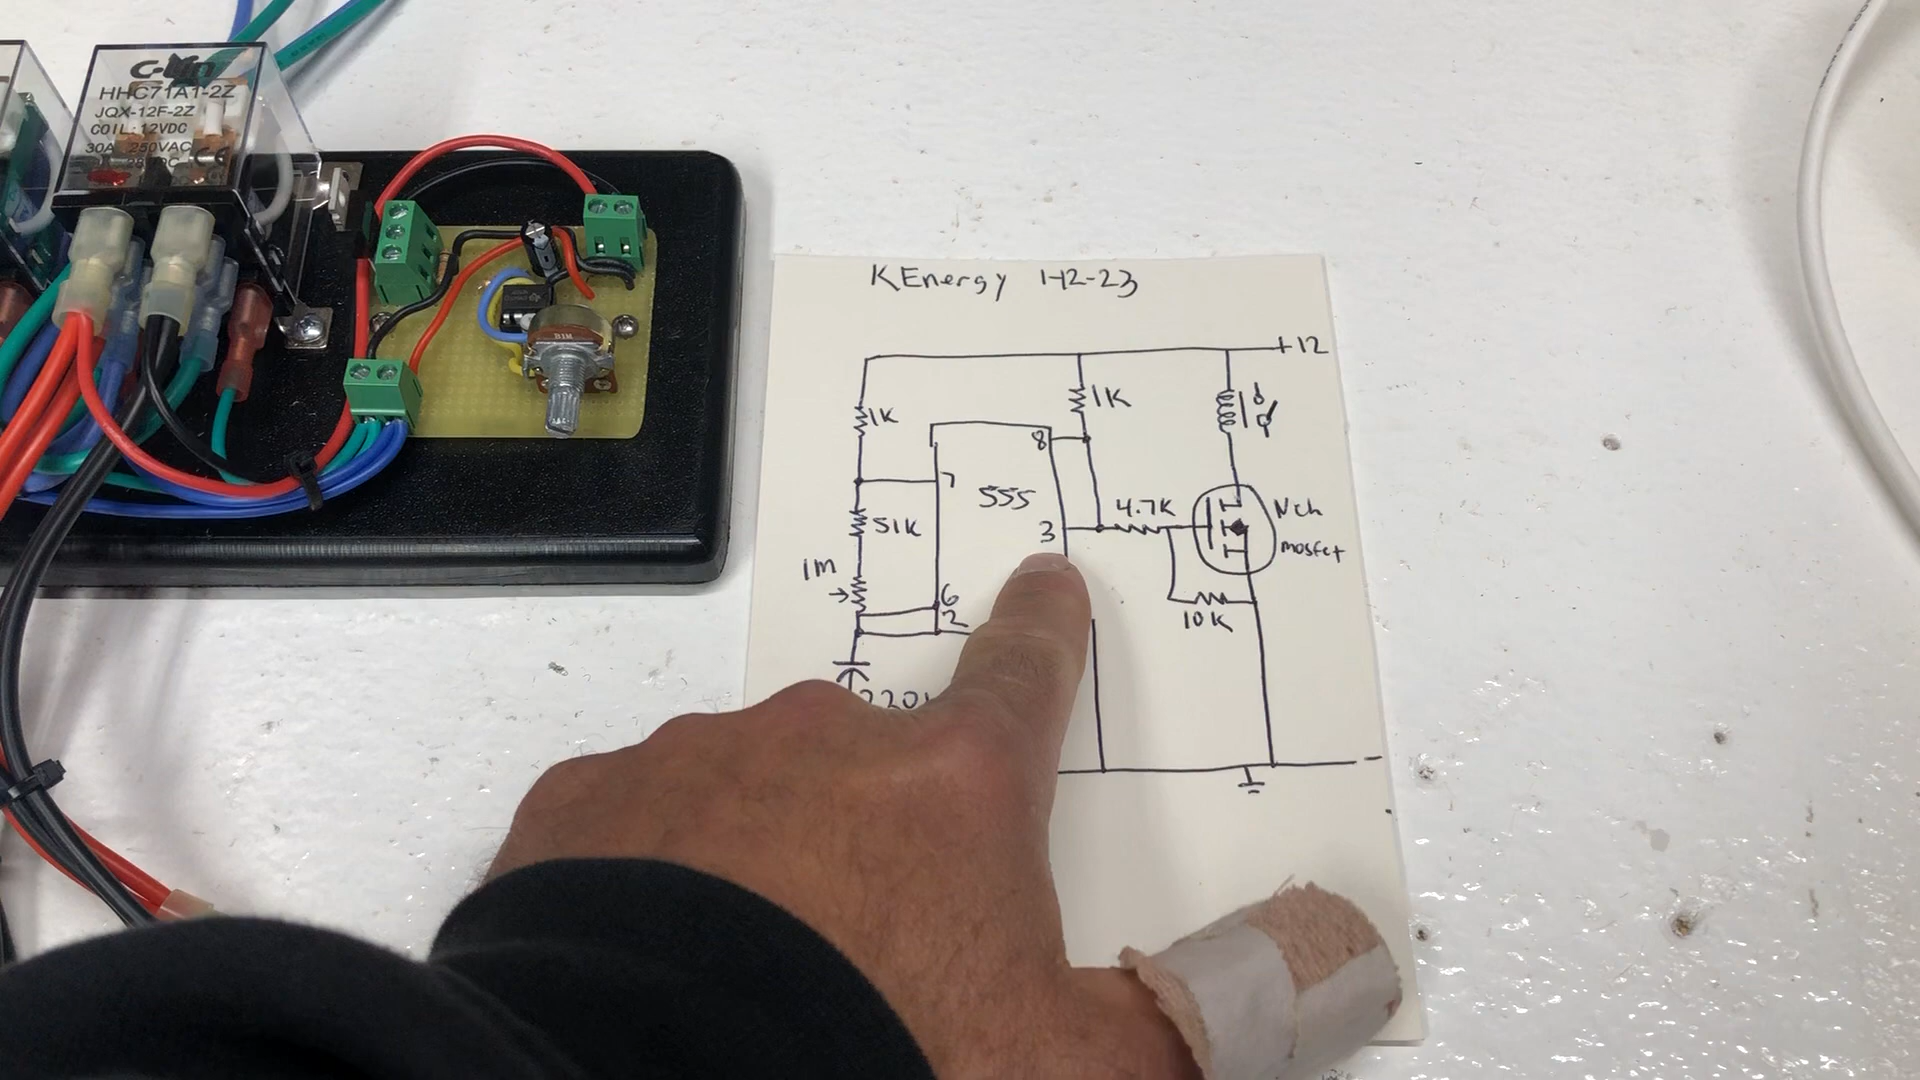 HHC71A1-2Z
JQX-12F-2Z
COIL: 12VDC
30A 250VAC
B1M
KEnergy 1-12-23
+12
1K
1K
8
7
555
51K
3
4.7K
Nch
mosfet
1M
6
2
10K
220
-